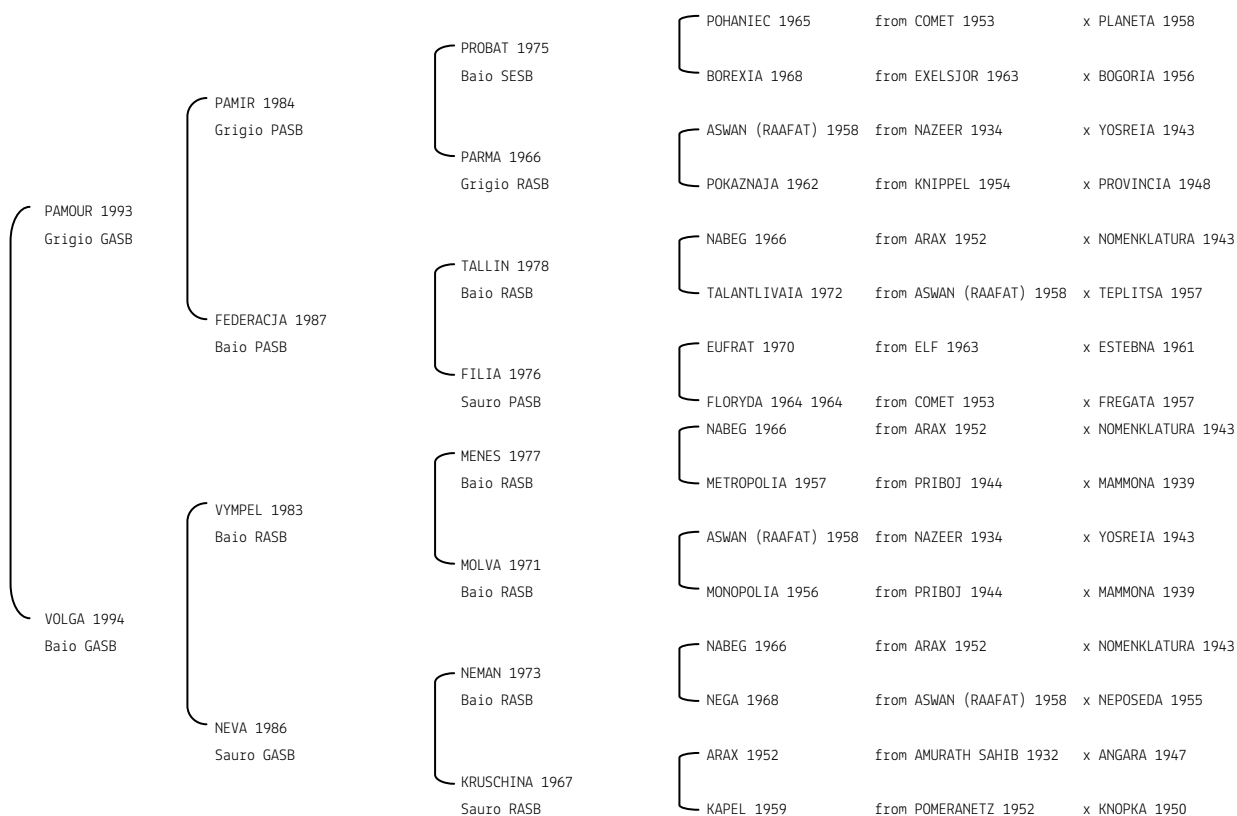 POHANIEC 1965 from COMET 1953 x PLANETA 1958
PROBAT 1975
Baio SESB
BOREXIA 1968 from EXELSJOR 1963 x BOGORIA 1956
PAMIR 1984
Grigio PASB
ASWAN (RAAFAT) 1958 from NAZEER 1934 x YOSREIA 1943
PARMA 1966
Grigio RASB
POKAZNAJA 1962 from KNIPPEL 1954 x PROVINCIA 1948
PAMOUR 1993
Grigio GASB
NABEG 1966 from ARAX 1952 x NOMENKLATURA 1943
TALLIN 1978
Baio RASB
TALANTLIVAIA 1972 from ASWAN (RAAFAT) 1958 x TEPLITSA 1957
FEDERACJA 1987
Baio PASB
EUFRAT 1970 from ELF 1963 x ESTEBNA 1961
FILIA 1976
Sauro PASB
FLORYDA 1964 1964 from COMET 1953 x FREGATA 1957
NABEG 1966 from ARAX 1952 x NOMENKLATURA 1943
MENES 1977
Baio RASB
METROPOLIA 1957 from PRIBOJ 1944 x MAMMONA 1939
VYMPEL 1983
Baio RASB
ASWAN (RAAFAT) 1958 from NAZEER 1934 x YOSREIA 1943
MOLVA 1971
Baio RASB
MONOPOLIA 1956 from PRIBOJ 1944 x MAMMONA 1939
VOLGA 1994
Baio GASB
NABEG 1966 from ARAX 1952 x NOMENKLATURA 1943
NEMAN 1973
Baio RASB
NEGA 1968 from ASWAN (RAAFAT) 1958 x NEPOSEDA 1955
NEVA 1986
Sauro GASB
ARAX 1952 from AMURATH SAHIB 1932 x ANGARA 1947
KRUSCHINA 1967
Sauro RASB
KAPEL 1959 from POMERANETZ 1952 x KNOPKA 1950